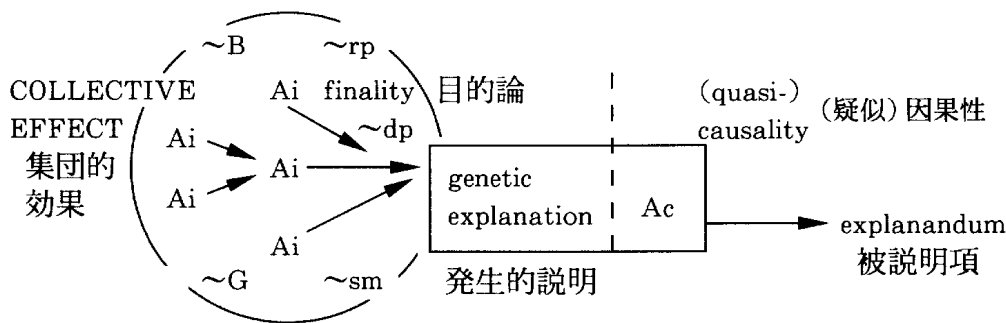 ~B ~rp
COLLECTIVE
EFFECT
集団的
効果
Ai finality 目的論
~dp
Ai
Ai
Ai
Ai
~G ~sm
genetic
explanation
Ac
発生的説明
(quasi-)
causality
(疑似)因果性
explanandum
被説明項